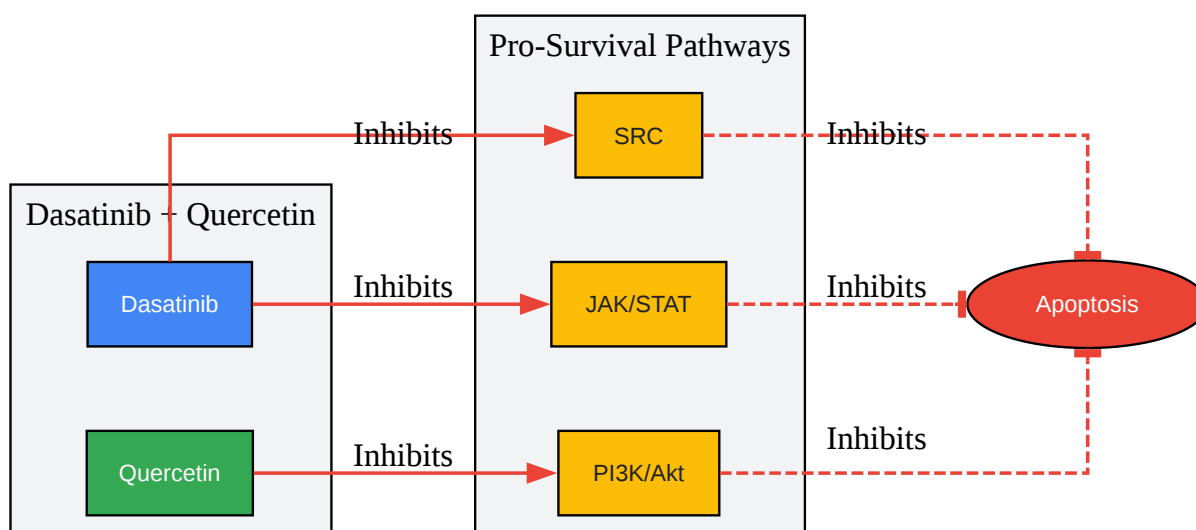 Pro-Survival Pathways
Inhibits
SRC
Inhibits
Dasatinib + Quercetin
Dasatinib
Inhibits
JAK/STAT
Inhibits
Apoptosis
Quercetin
Inhibits
PI3K/Akt
Inhibits